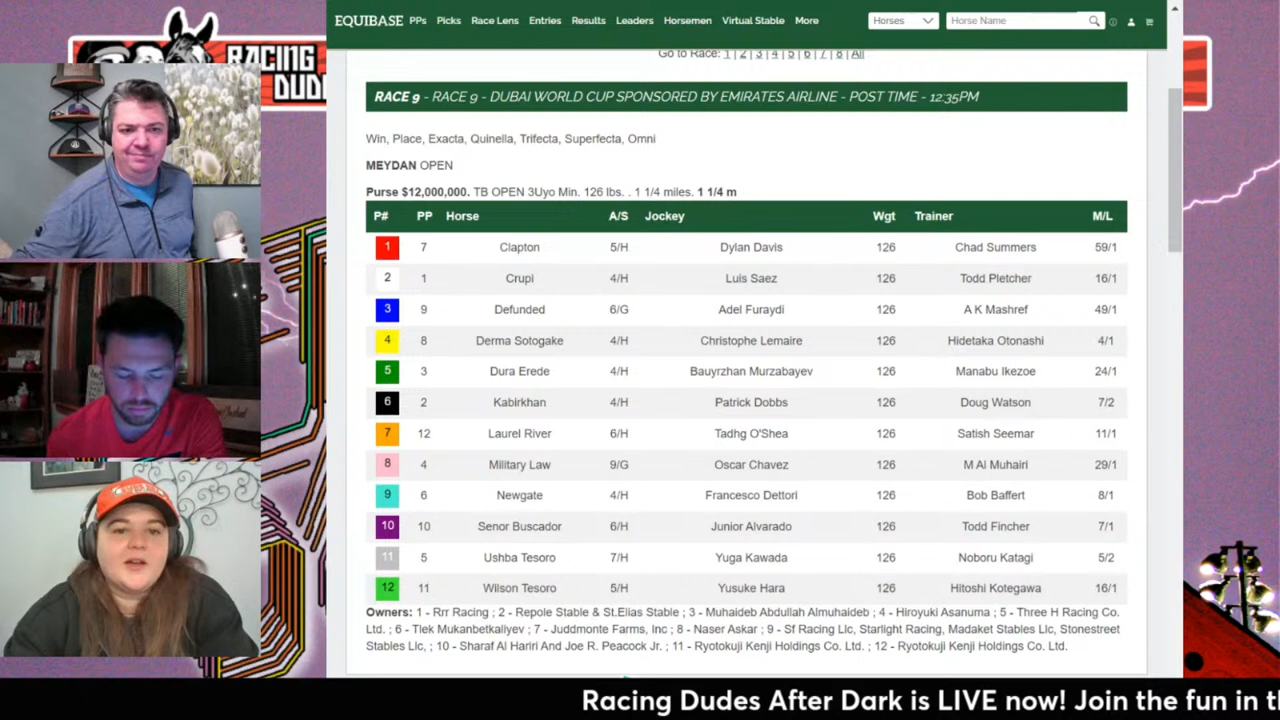 RACING
DUDE
EQUIBASE PPs Picks Race Lens Entries Results Leaders Horsemen Virtual Stable More Horses Horse Name
Go to Race: 1 | 2 | 3 | 4 | 5 | 6 | 7 | 8 | All
RACE 9 - RACE 9 - DUBAI WORLD CUP SPONSORED BY EMIRATES AIRLINE - POST TIME - 12:35PM
Win, Place, Exacta, Quinella, Trifecta, Superfecta, Omni
MEYDAN OPEN
Purse $12,000,000. TB OPEN 3Uyo Min. 126 lbs. . 1 1/4 miles. 1 1/4 m
P# PP Horse A/S Jockey Wgt Trainer M/L
1 7 Clapton 5/H Dylan Davis 126 Chad Summers 59/1
2 1 Crupi 4/H Luis Saez 126 Todd Pletcher 16/1
3 9 Defunded 6/G Adel Furaydi 126 A K Mashref 49/1
4 8 Derma Sotogake 4/H Christophe Lemaire 126 Hidetaka Otonashi 4/1
5 3 Dura Erede 4/H Bauyrzhan Murzabayev 126 Manabu Ikezoe 24/1
6 2 Kabirkhan 4/H Patrick Dobbs 126 Doug Watson 7/2
7 12 Laurel River 6/H Tadhg O'Shea 126 Satish Seemar 11/1
8 4 Military Law 9/G Oscar Chavez 126 M Al Muhairi 29/1
9 6 Newgate 4/H Francesco Dettori 126 Bob Baffert 8/1
10 10 Senor Buscador 6/H Junior Alvarado 126 Todd Fincher 7/1
11 5 Ushba Tesoro 7/H Yuga Kawada 126 Noboru Katagi 5/2
12 11 Wilson Tesoro 5/H Yusuke Hara 126 Hitoshi Kotegawa 16/1
Owners: 1 - Rrr Racing ; 2 - Repole Stable & St.Elias Stable ; 3 - Muhaideb Abdullah Almuhaideb ; 4 - Hiroyuki Asanuma ; 5 - Three H Racing Co.
Ltd. ; 6 - Tlek Mukanbetkaliyev ; 7 - Juddmonte Farms, Inc ; 8 - Naser Askar ; 9 - Sf Racing Llc, Starlight Racing, Madaket Stables Llc, Stonestreet
Stables Llc, ; 10 - Sharaf Al Hariri And Joe R. Peacock Jr. ; 11 - Ryotokuji Kenji Holdings Co. Ltd. ; 12 - Ryotokuji Kenji Holdings Co. Ltd.
Racing Dudes After Dark is LIVE now! Join the fun in t